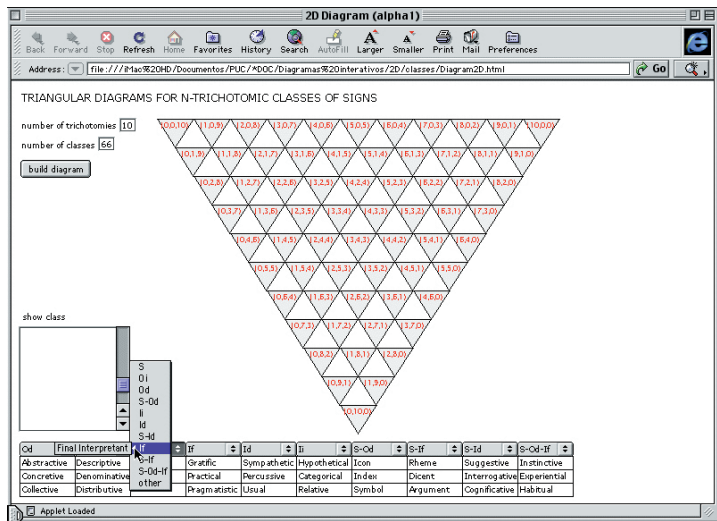 2D Diagram (alpha1)
Back Forward Stop Refresh Home Favorites History Search AutoFill Larger Smaller Print Mail Preferences
Address: file:///iMac%20HD/Documentos/PUC/*DOC/Diagramas%20interativos/2D/classes/Diagram2D.html Go
TRIANGULAR DIAGRAMS FOR N-TRICHOTOMIC CLASSES OF SIGNS
number of trichotomies 10
number of classes 66
build diagram
(0,0,10) (1,0,9) (2,0,8) (3,0,7) (4,0,6) (5,0,5) (6,0,4) (7,0,3) (8,0,2) (9,0,1) (10,0,0)
(0,1,9) (1,1,8) (2,1,7) (3,1,6) (4,1,5) (5,1,4) (6,1,3) (7,1,2) (8,1,1) (9,1,0)
(0,2,8) (1,2,7) (2,2,6) (3,2,5) (4,2,4) (5,2,3) (6,2,2) (7,2,1) (8,2,0)
(0,3,7) (1,3,6) (2,3,5) (3,3,4) (4,3,3) (5,3,2) (6,3,1) (7,3,0)
(0,4,6) (1,4,5) (2,4,4) (3,4,3) (4,4,2) (5,4,1) (6,4,0)
(0,5,5) (1,5,4) (2,5,3) (3,5,2) (4,5,1) (5,5,0)
(0,6,4) (1,6,3) (2,6,2) (3,6,1) (4,6,0)
(0,7,3) (1,7,2) (2,7,1) (3,7,0)
(0,8,2) (1,8,1) (2,8,0)
(0,9,1) (1,9,0)
(0,10,0)
show class
S
Oi
Od
S-Od
Ii
Id
S-Id
If
S-If
S-Od-If
other
Od Final Interpretant If Id Ii S-Od S-If S-Id S-Od-If
Abstractive Descriptive Gratific Sympathetic Hypothetical Icon Rheme Suggestive Instinctive
Concretive Denominative Practical Percussive Categorical Index Dicent Interrogative Experiential
Collective Distributive Pragmatistic Usual Relative Symbol Argument Cognificative Habitual
Applet Loaded